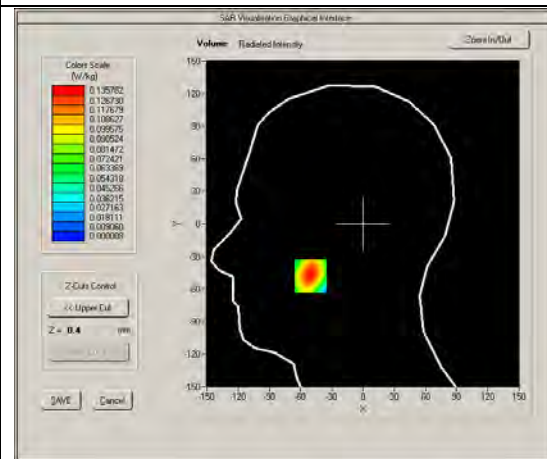 SAR Visualisation Graphical Interface
Volume Radiated Intensity
Zoom In/Out
Colors Scale
(W/kg)
0.135782
0.126730
0.117679
0.108627
0.099575
0.090524
0.081472
0.072421
0.063369
0.054318
0.045266
0.036215
0.027163
0.018111
0.009060
0.000008
Z-Cuts Control
<< Upper Cut
Z = 0.4 mm
SAVE
Cancel
150
120
90
60
30
0
-30
-60
-90
-120
-150
Y
-150 -120 -90 -60 -30 0 30 60 90 120 150
X